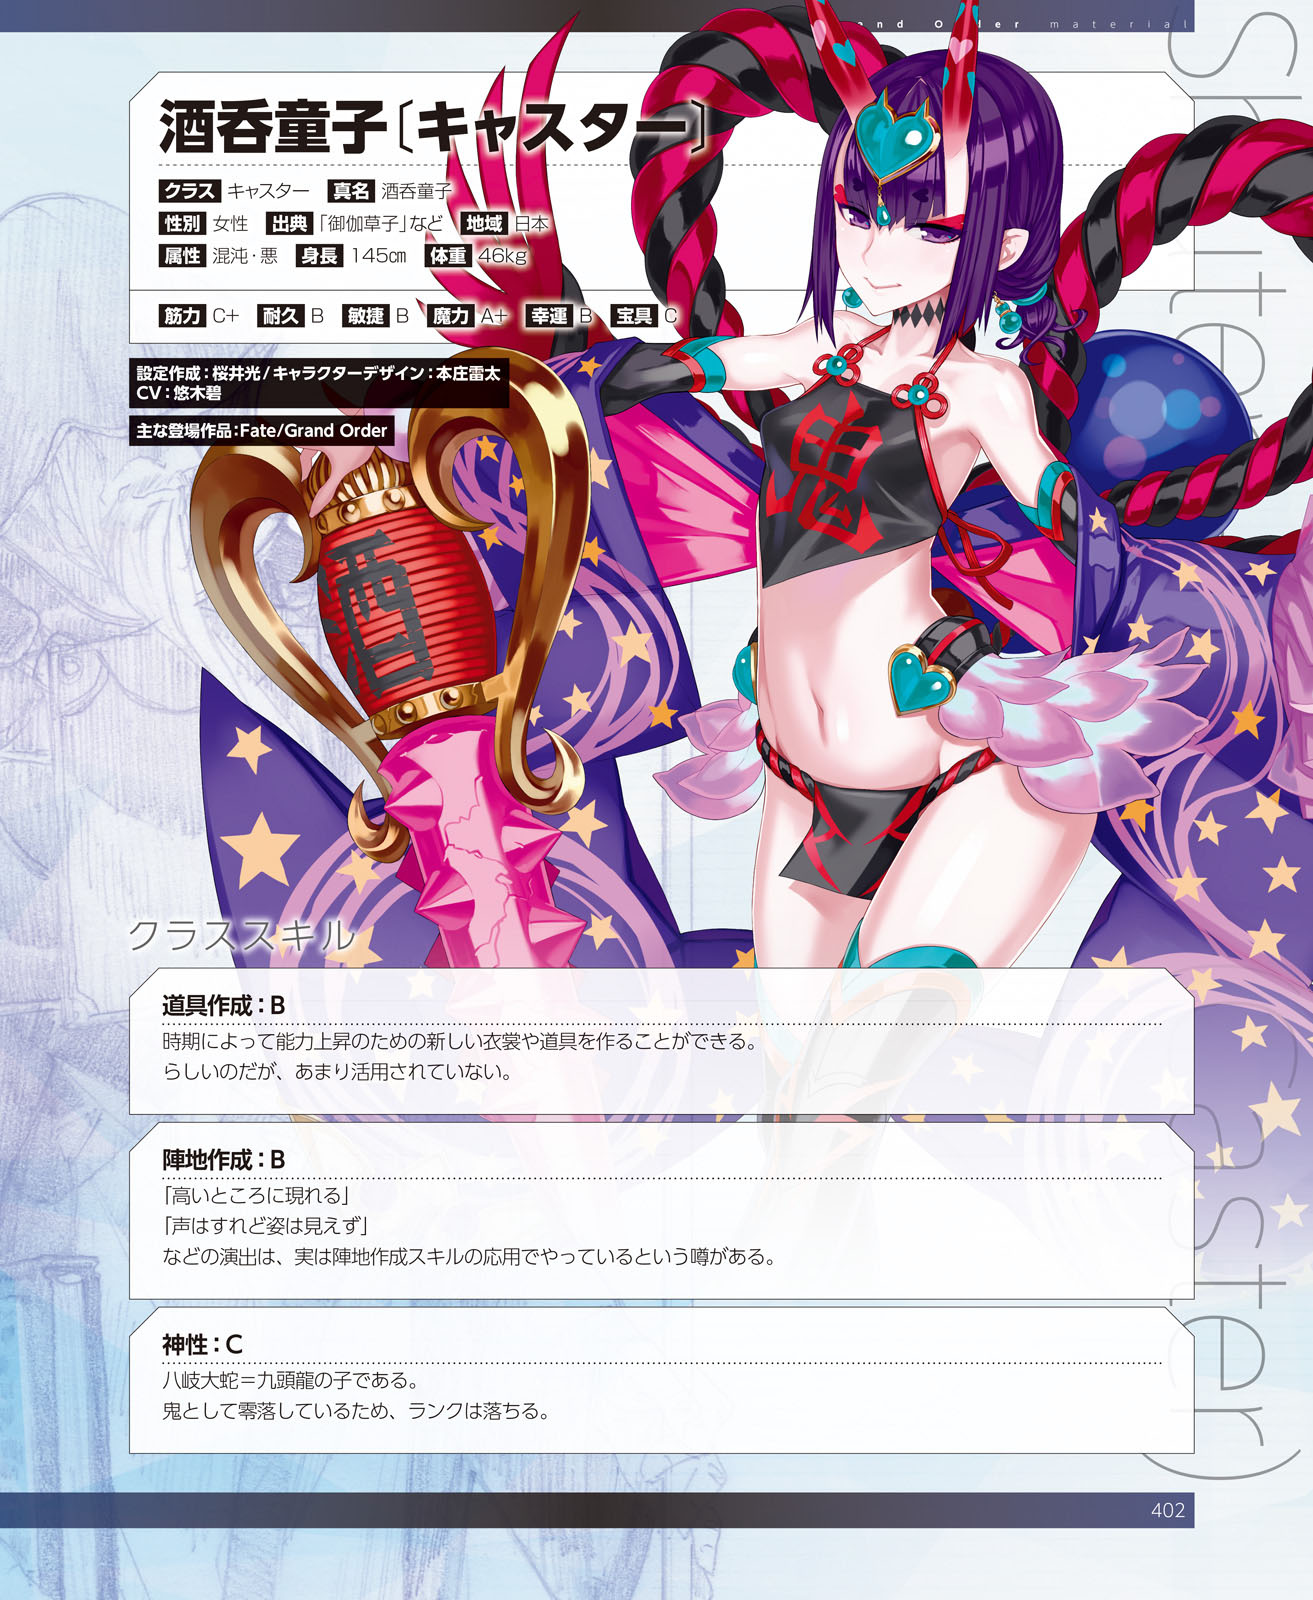 and Order material
酒呑童子〔キャスター〕
クラス キャスター 真名 酒呑童子
性別 女性 出典 「御伽草子」など 地域 日本
属性 混沌・悪 身長 145㎝ 体重 46kg
筋力 C+ 耐久 B 敏捷 B 魔力 A+ 幸運 B 宝具 C
設定作成：桜井光/キャラクターデザイン：本庄雷太
CV：悠木碧
主な登場作品：Fate/Grand Order
鬼
酒
クラススキル
道具作成：B
時期によって能力上昇のための新しい衣裳や道具を作ることができる。
らしいのだが、あまり活用されていない。
陣地作成：B
「高いところに現れる」
「声はすれど姿は見えず」
などの演出は、実は陣地作成スキルの応用でやっているという噂がある。
神性：C
八岐大蛇＝九頭龍の子である。
鬼として零落しているため、ランクは落ちる。
402